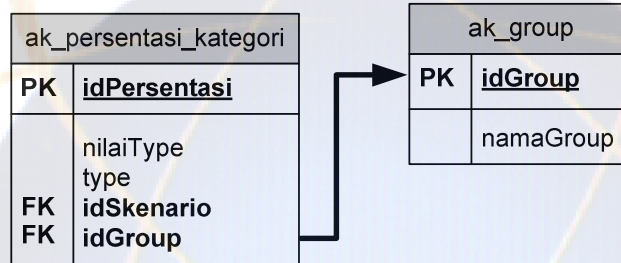 ak_persentasi_kategori
PK idPersentasi
nilaiType
type
FK idSkenario
FK idGroup
ak_group
PK idGroup
namaGroup